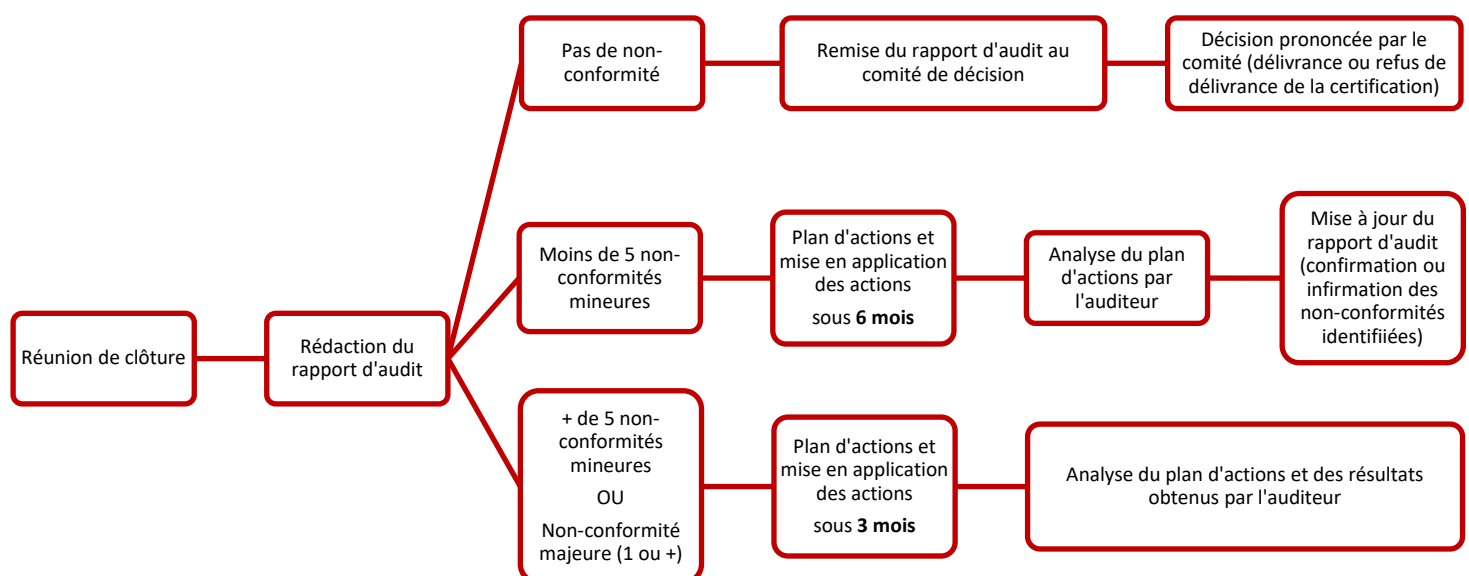 Réunion de clôture
Rédaction du
rapport d'audit
Pas de non-
conformité
Remise du rapport d'audit au
comité de décision
Décision prononcée par le
comité (délivrance ou refus de
délivrance de la certification)
Moins de 5 non-
conformités
mineures
Plan d'actions et
mise en application
des actions
sous 6 mois
Analyse du plan
d'actions par
l'auditeur
Mise à jour du
rapport d'audit
(confirmation ou
infirmation des
non-conformités
identifiiées)
+ de 5 non-
conformités
mineures
OU
Non-conformité
majeure (1 ou +)
Plan d'actions et
mise en application
des actions
sous 3 mois
Analyse du plan d'actions et des résultats
obtenus par l'auditeur